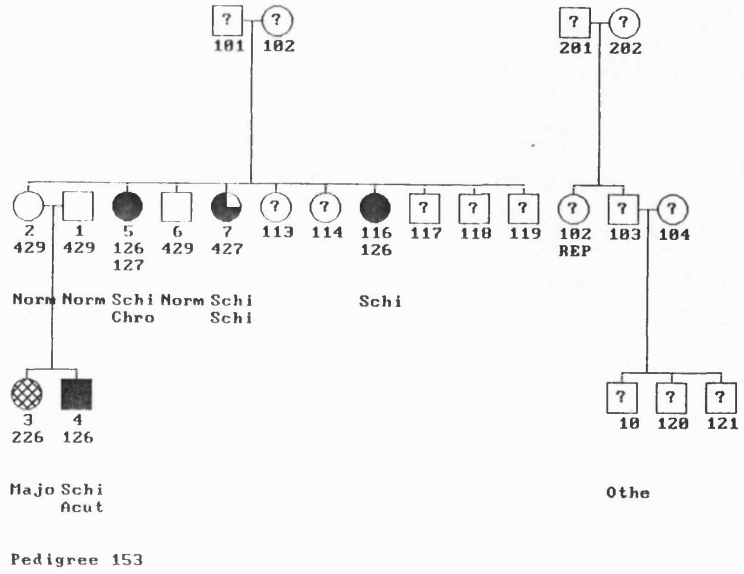 ? ? ? ?
101 102 201 202
? ? ? ? ? ? ? ?
2 1 5 6 7 113 114 116 117 118 119 102 103 104
429 429 126 429 427 126 REP
127
Norm Norm Schi Norm Schi Schi
Chro Schi
? ? ?
3 4 10 120 121
226 126
Majo Schi Othe
Acut
Pedigree 153